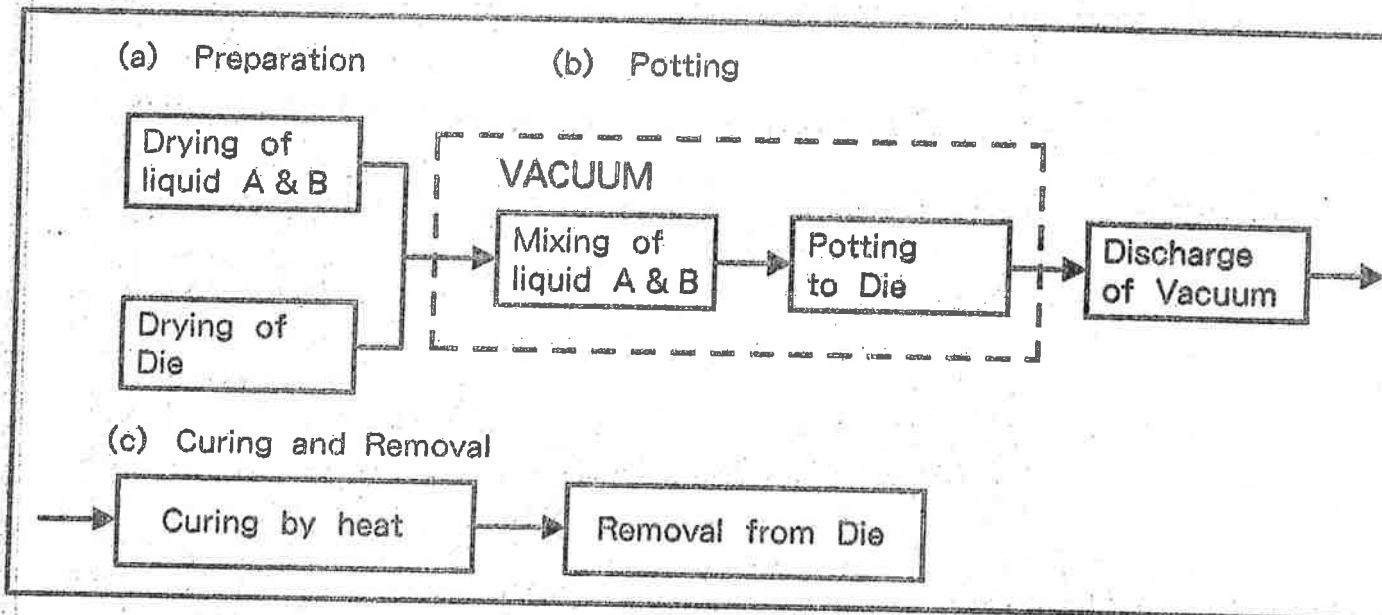 (a) Preparation
(b) Potting
Drying of
liquid A & B
VACUUM
Mixing of
liquid A & B
Potting
to Die
Discharge
of Vacuum
Drying of
Die
(c) Curing and Removal
Curing by heat
Removal from Die